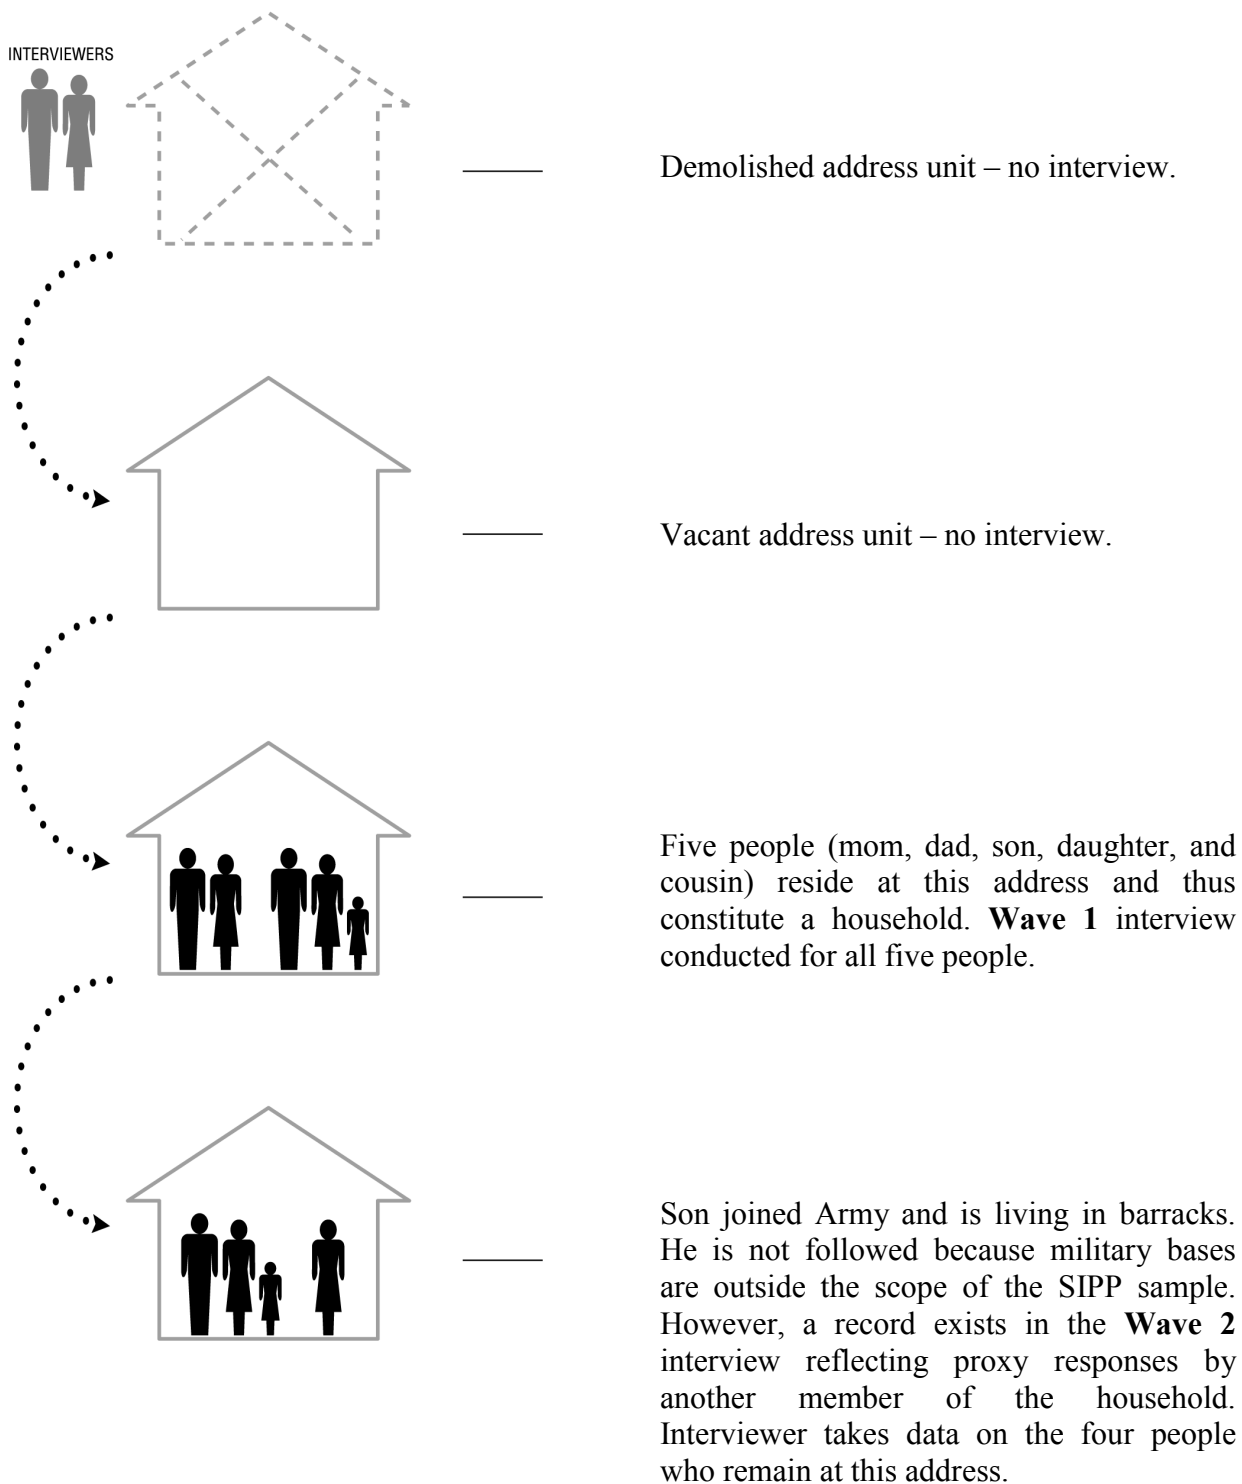 INTERVIEWERS
Demolished address unit – no interview.
Vacant address unit – no interview.
Five people (mom, dad, son, daughter, and
cousin) reside at this address and thus
constitute a household. Wave 1 interview
conducted for all five people.
Son joined Army and is living in barracks.
He is not followed because military bases
are outside the scope of the SIPP sample.
However, a record exists in the Wave 2
interview reflecting proxy responses by
another member of the household.
Interviewer takes data on the four people
who remain at this address.